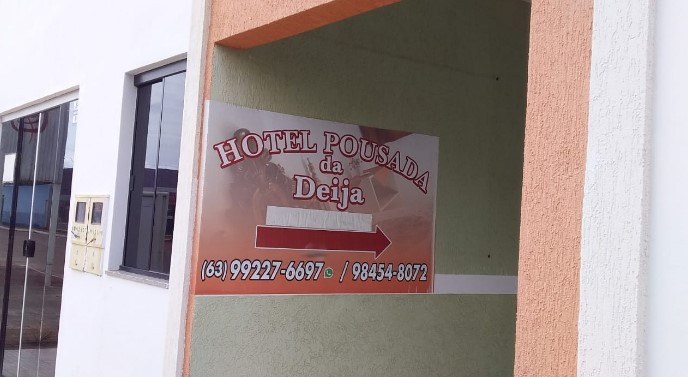 HOTEL POUSADA
da
Deija
(63) 99227-6697 / 98454-8072